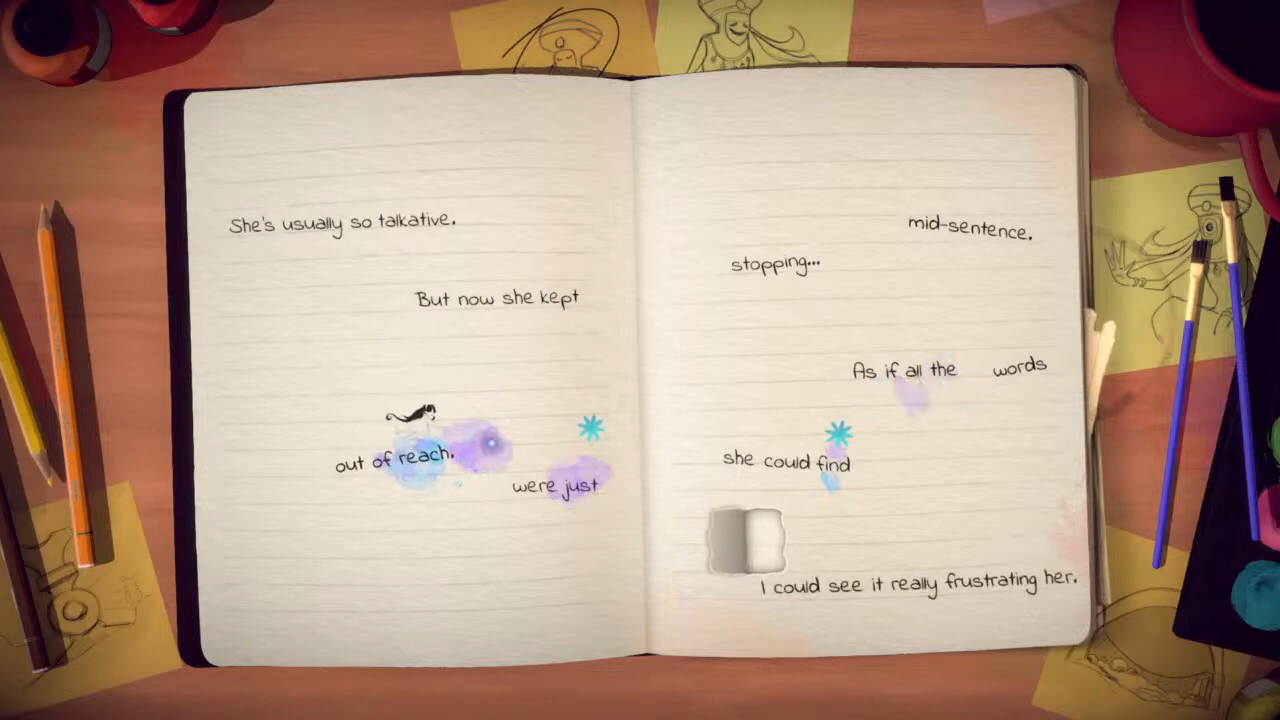 She's usually so talkative.
But now she kept
stopping...
mid-sentence.
As if all the words
she could find
were just
out of reach.
I could see it really frustrating her.